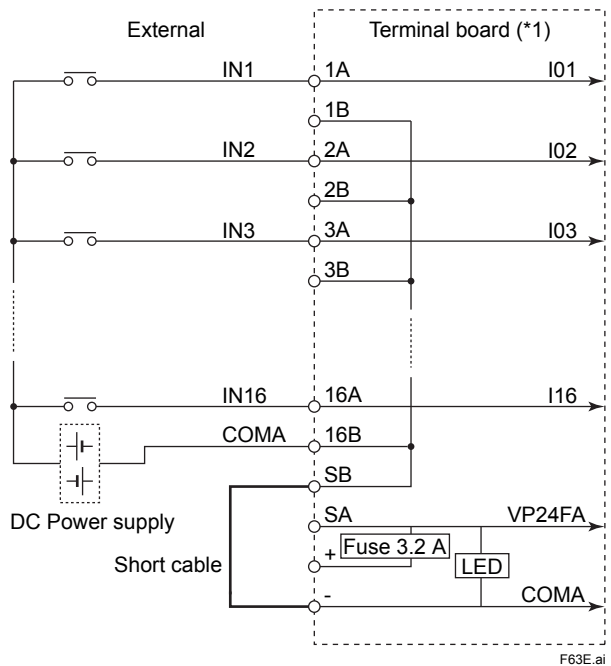 External
Terminal board (*1)
IN1
1A
I01
1B
IN2
2A
I02
2B
IN3
3A
I03
3B
IN16
16A
I16
COMA
16B
SB
DC Power supply
SA
VP24FA
Fuse 3.2 A
+
Short cable
LED
-
COMA
F63E.ai